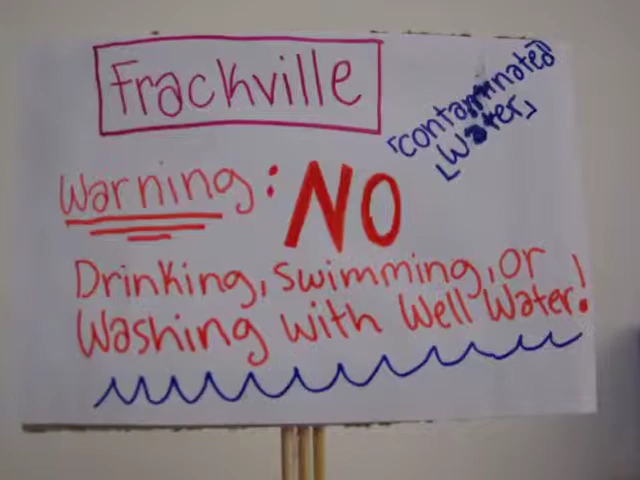 Frackville
"contaminated
Water"
Warning: NO
Drinking, Swimming, or
Washing with Well Water!